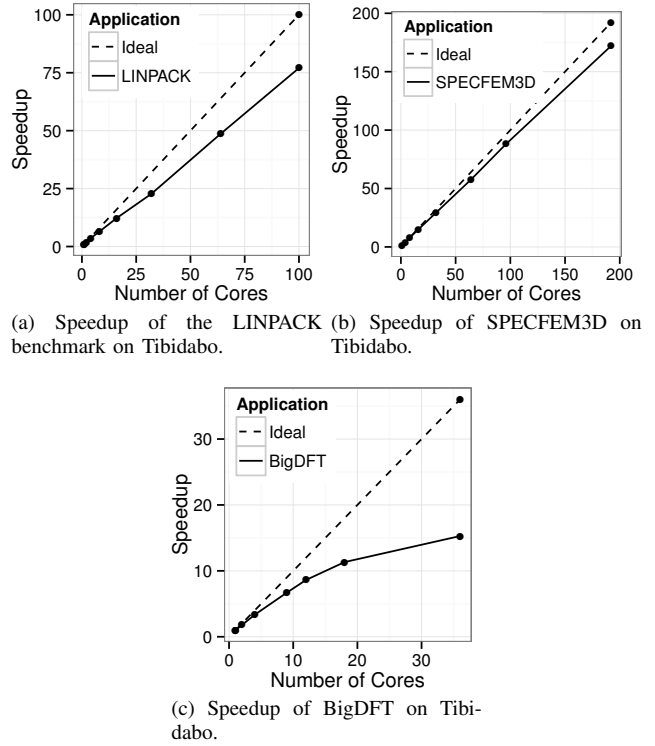 Application
Ideal
LINPACK
100
75
50
25
0
Speedup
0 25 50 75 100
Number of Cores
(a) Speedup of the LINPACK
benchmark on Tibidabo.
Application
Ideal
SPECFEM3D
200
150
100
50
0
Speedup
0 50 100 150 200
Number of Cores
(b) Speedup of SPECFEM3D on
Tibidabo.
Application
Ideal
BigDFT
30
20
10
0
Speedup
0 10 20 30
Number of Cores
(c) Speedup of BigDFT on Tibi-
dabo.